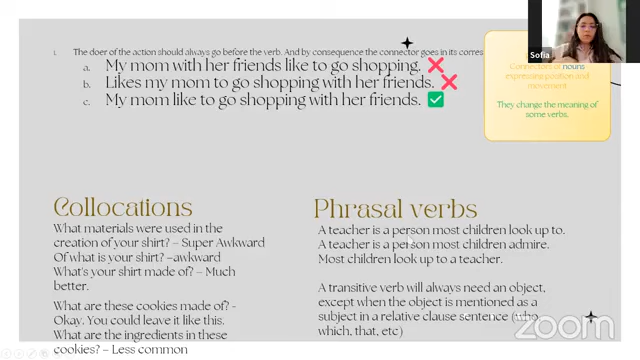 i. The doer of the action should always go before the verb. And by consequence the connector goes in its corres
a. My mom with her friends like to go shopping. ❌
b. Likes my mom to go shopping with her friends. ❌
c. My mom like to go shopping with her friends. ✅
Sofia
Connectors of nouns
expressing position and
movement.
They change the meaning of
some verbs.
Collocations
What materials were used in the
creation of your shirt? – Super Awkward
Of what is your shirt? –awkward
What's your shirt made of? – Much
better.
What are these cookies made of? -
Okay. You could leave it like this.
What are the ingredients in these
cookies? – Less common
Phrasal verbs
A teacher is a person most children look up to.
A teacher is a person most children admire.
Most children look up to a teacher.
A transitive verb will always need an object,
except when the object is mentioned as a
subject in a relative clause sentence (who,
which, that, etc)
zoom